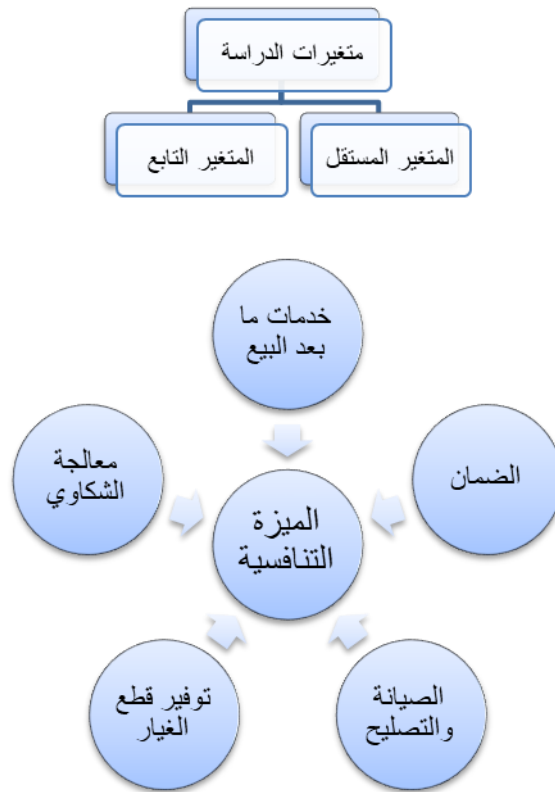 متغيرات الدراسة
المتغير المستقل
المتغير التابع
خدمات ما
بعد البيع
الضمان
معالجة
الشكاوي
الميزة
التنافسية
الصيانة
والتصليح
توفير قطع
الغيار